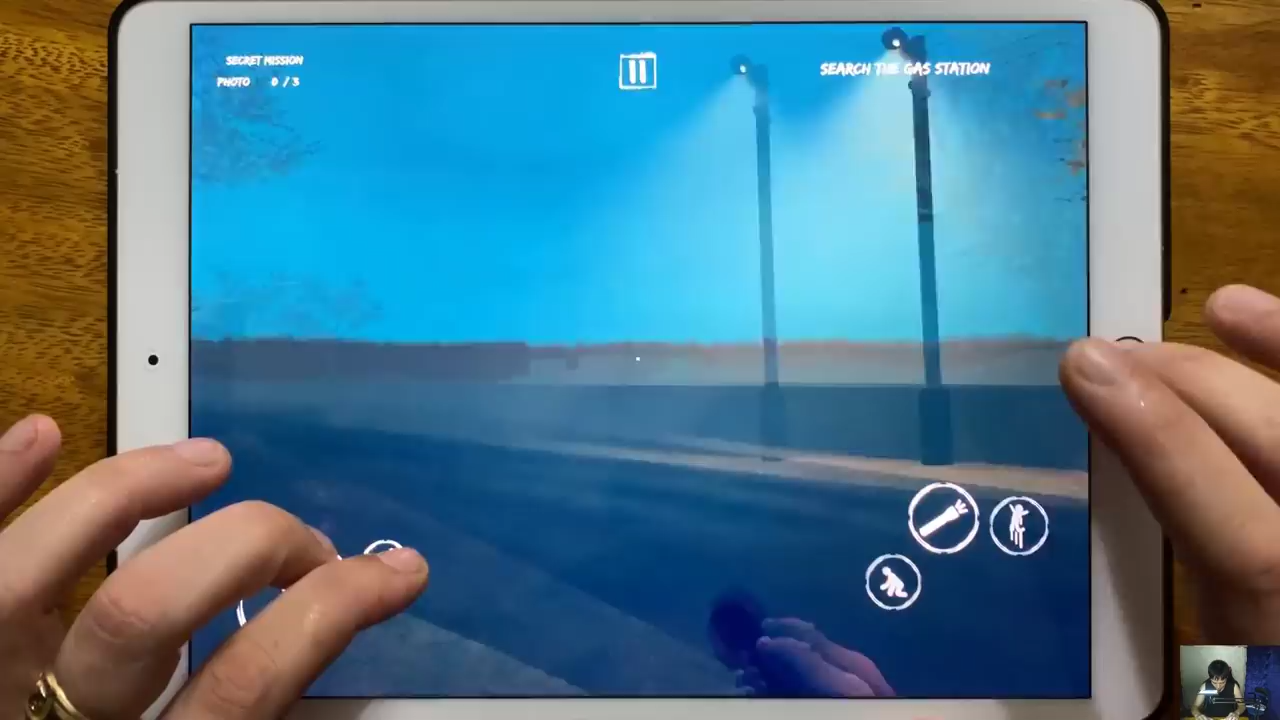 SECRET MISSION
PHOTO 0 / 3
SEARCH THE GAS STATION